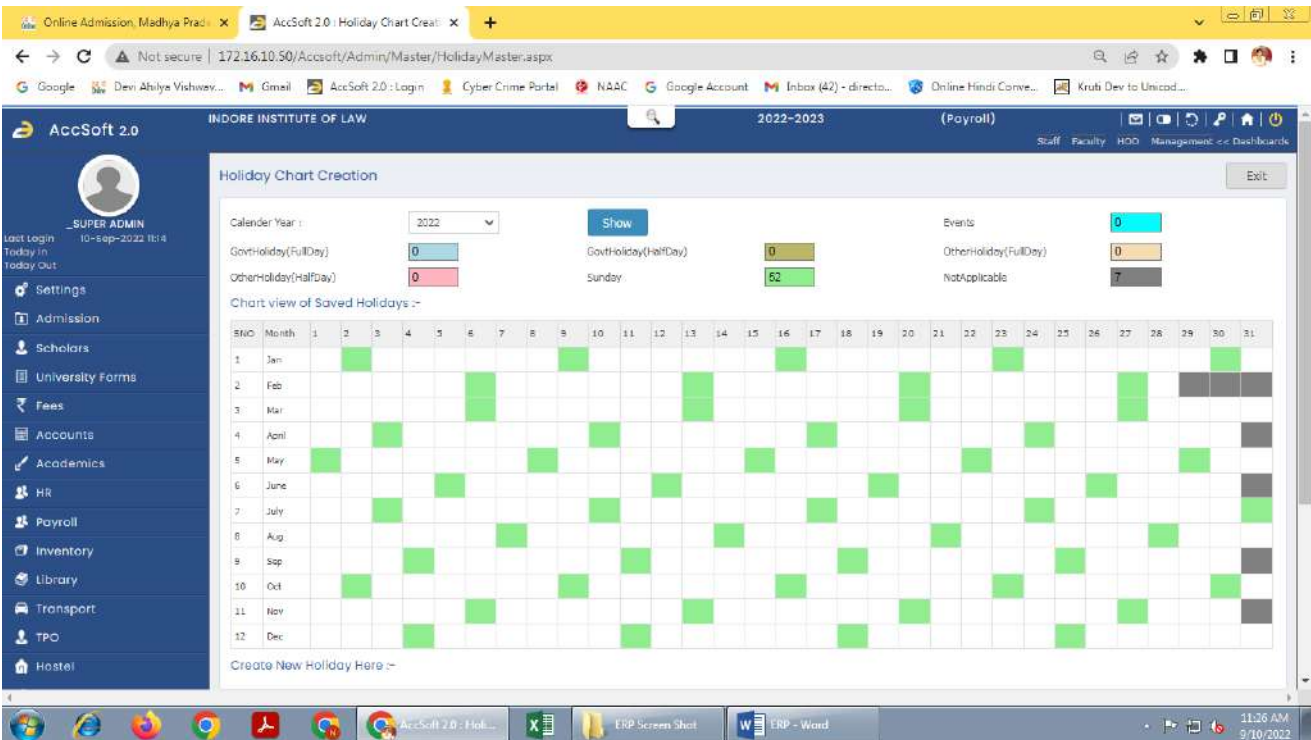 Online Admission, Madhya Prad
AccSoft 2.0 : Holiday Chart Creat
Not secure | 172.16.10.50/Accsoft/Admin/Master/HolidayMaster.aspx
Google Devi Ahilya Vishwav... Gmail AccSoft 2.0 : Login Cyber Crime Portal NAAC Google Account Inbox (42) - directo... Online Hindi Conve... Kruti Dev to Unicod...
AccSoft 2.0
INDORE INSTITUTE OF LAW 2022-2023 (Payroll)
Staff Faculty HOD Management << Dashboards
_SUPER ADMIN
Last Login 10-Sep-2022 11:14
Today In
Today Out
Settings
Admission
Scholars
University Forms
Fees
Accounts
Academics
HR
Payroll
Inventory
Library
Transport
TPO
Hostel
Holiday Chart Creation Exit
Calender Year : 2022 Show Events 0
GovtHoliday(FullDay) 0 GovtHoliday(HalfDay) 0 OtherHoliday(FullDay) 0
OtherHoliday(HalfDay) 0 Sunday 52 NotApplicable 7
Chart view of Saved Holidays :-
SNO Month 1 2 3 4 5 6 7 8 9 10 11 12 13 14 15 16 17 18 19 20 21 22 23 24 25 26 27 28 29 30 31
1 Jan
2 Feb
3 Mar
4 April
5 May
6 June
7 July
8 Aug
9 Sep
10 Oct
11 Nov
12 Dec
Create New Holiday Here :-
AccSoft 2.0 : Holi... ERP Screen Shot ERP - Word
11:26 AM
9/10/2022